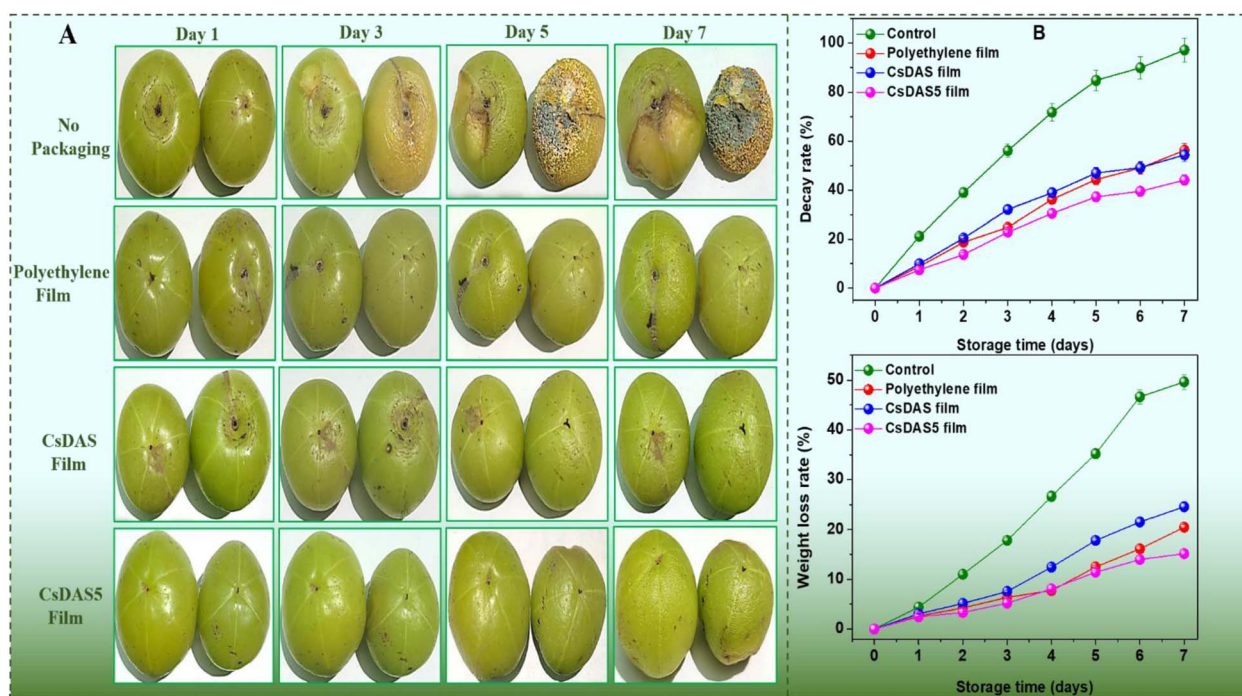 A
Day 1
Day 3
Day 5
Day 7
No
Packaging
Polyethylene
Film
CsDAS
Film
CsDAS5
Film
B
Control
Polyethylene film
CsDAS film
CsDAS5 film
Decay rate (%)
100
80
60
40
20
0
0 1 2 3 4 5 6 7
Storage time (days)
Control
Polyethylene film
CsDAS film
CsDAS5 film
Weight loss rate (%)
50
40
30
20
10
0
0 1 2 3 4 5 6 7
Storage time (days)